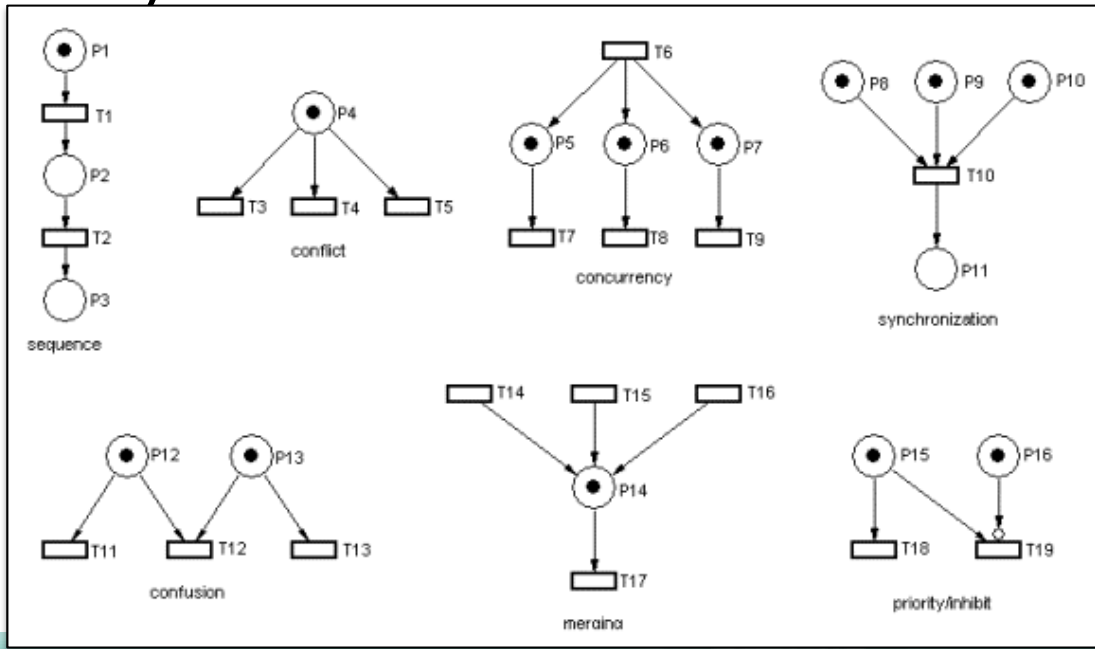 P1
T1
P2
T2
P3
sequence
P4
T3 T4 T5
conflict
T6
P5 P6 P7
T7 T8 T9
concurrency
P8 P9 P10
T10
P11
synchronization
P12 P13
T11 T12 T13
confusion
T14 T15 T16
P14
T17
merging
P15 P16
T18 T19
priority/inhibit